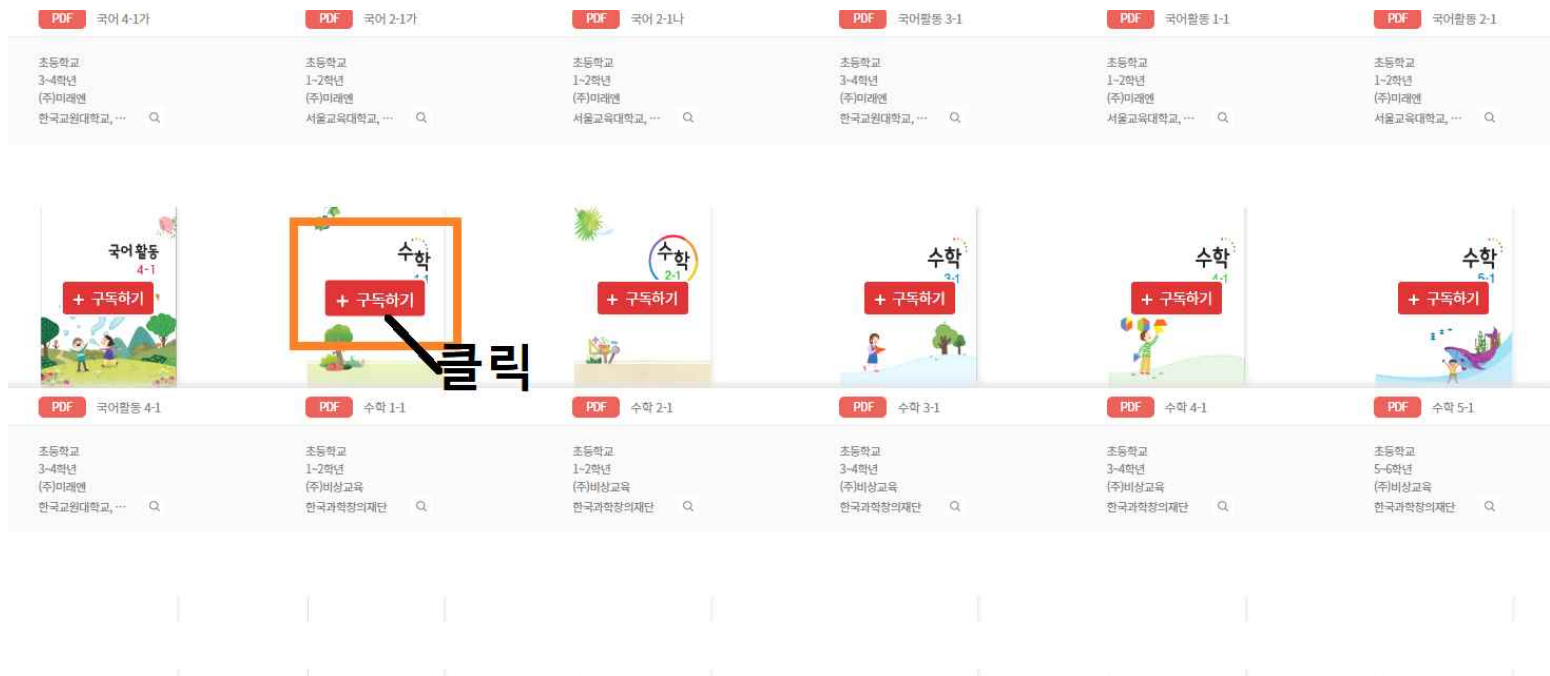 PDF 국어 4-1가
PDF 국어 2-1가
PDF 국어 2-1나
PDF 국어활동 3-1
PDF 국어활동 1-1
PDF 국어활동 2-1
초등학교
3~4학년
(주)미래엔
한국교원대학교, ···
초등학교
1~2학년
(주)미래엔
서울교육대학교, ···
초등학교
1~2학년
(주)미래엔
서울교육대학교, ···
초등학교
3~4학년
(주)미래엔
한국교원대학교, ···
초등학교
1~2학년
(주)미래엔
서울교육대학교, ···
초등학교
1~2학년
(주)미래엔
서울교육대학교, ···
국어 활동
4-1
+ 구독하기
수학
1-1
+ 구독하기
클릭
수학
2-1
+ 구독하기
수학
3-1
+ 구독하기
수학
4-1
+ 구독하기
수학
5-1
+ 구독하기
PDF 국어활동 4-1
PDF 수학 1-1
PDF 수학 2-1
PDF 수학 3-1
PDF 수학 4-1
PDF 수학 5-1
초등학교
3~4학년
(주)미래엔
한국교원대학교, ···
초등학교
1~2학년
(주)비상교육
한국과학창의재단
초등학교
1~2학년
(주)비상교육
한국과학창의재단
초등학교
3~4학년
(주)비상교육
한국과학창의재단
초등학교
3~4학년
(주)비상교육
한국과학창의재단
초등학교
5~6학년
(주)비상교육
한국과학창의재단